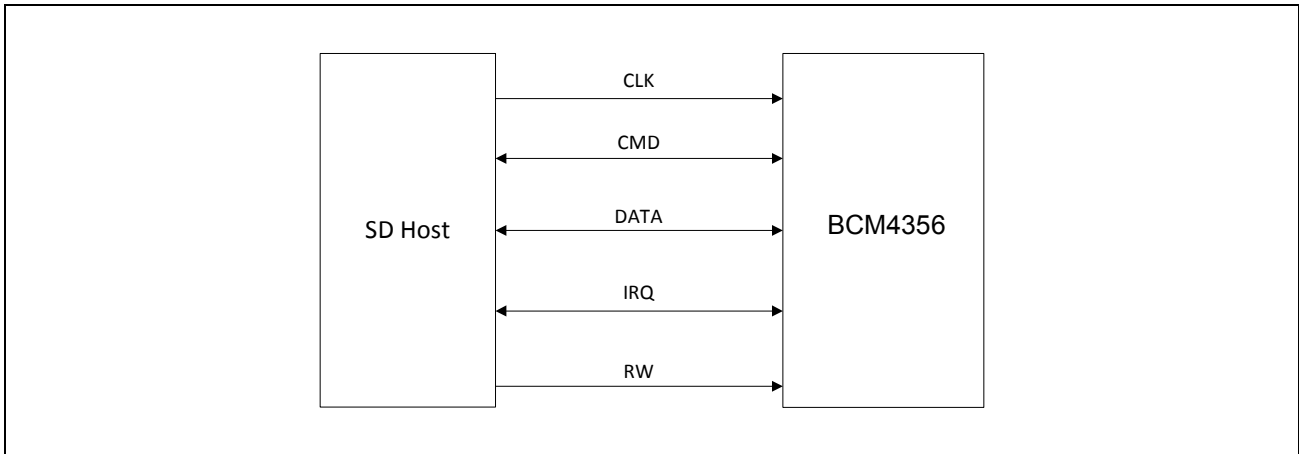 CLK
CMD
DATA
SD Host
BCM4356
IRQ
RW